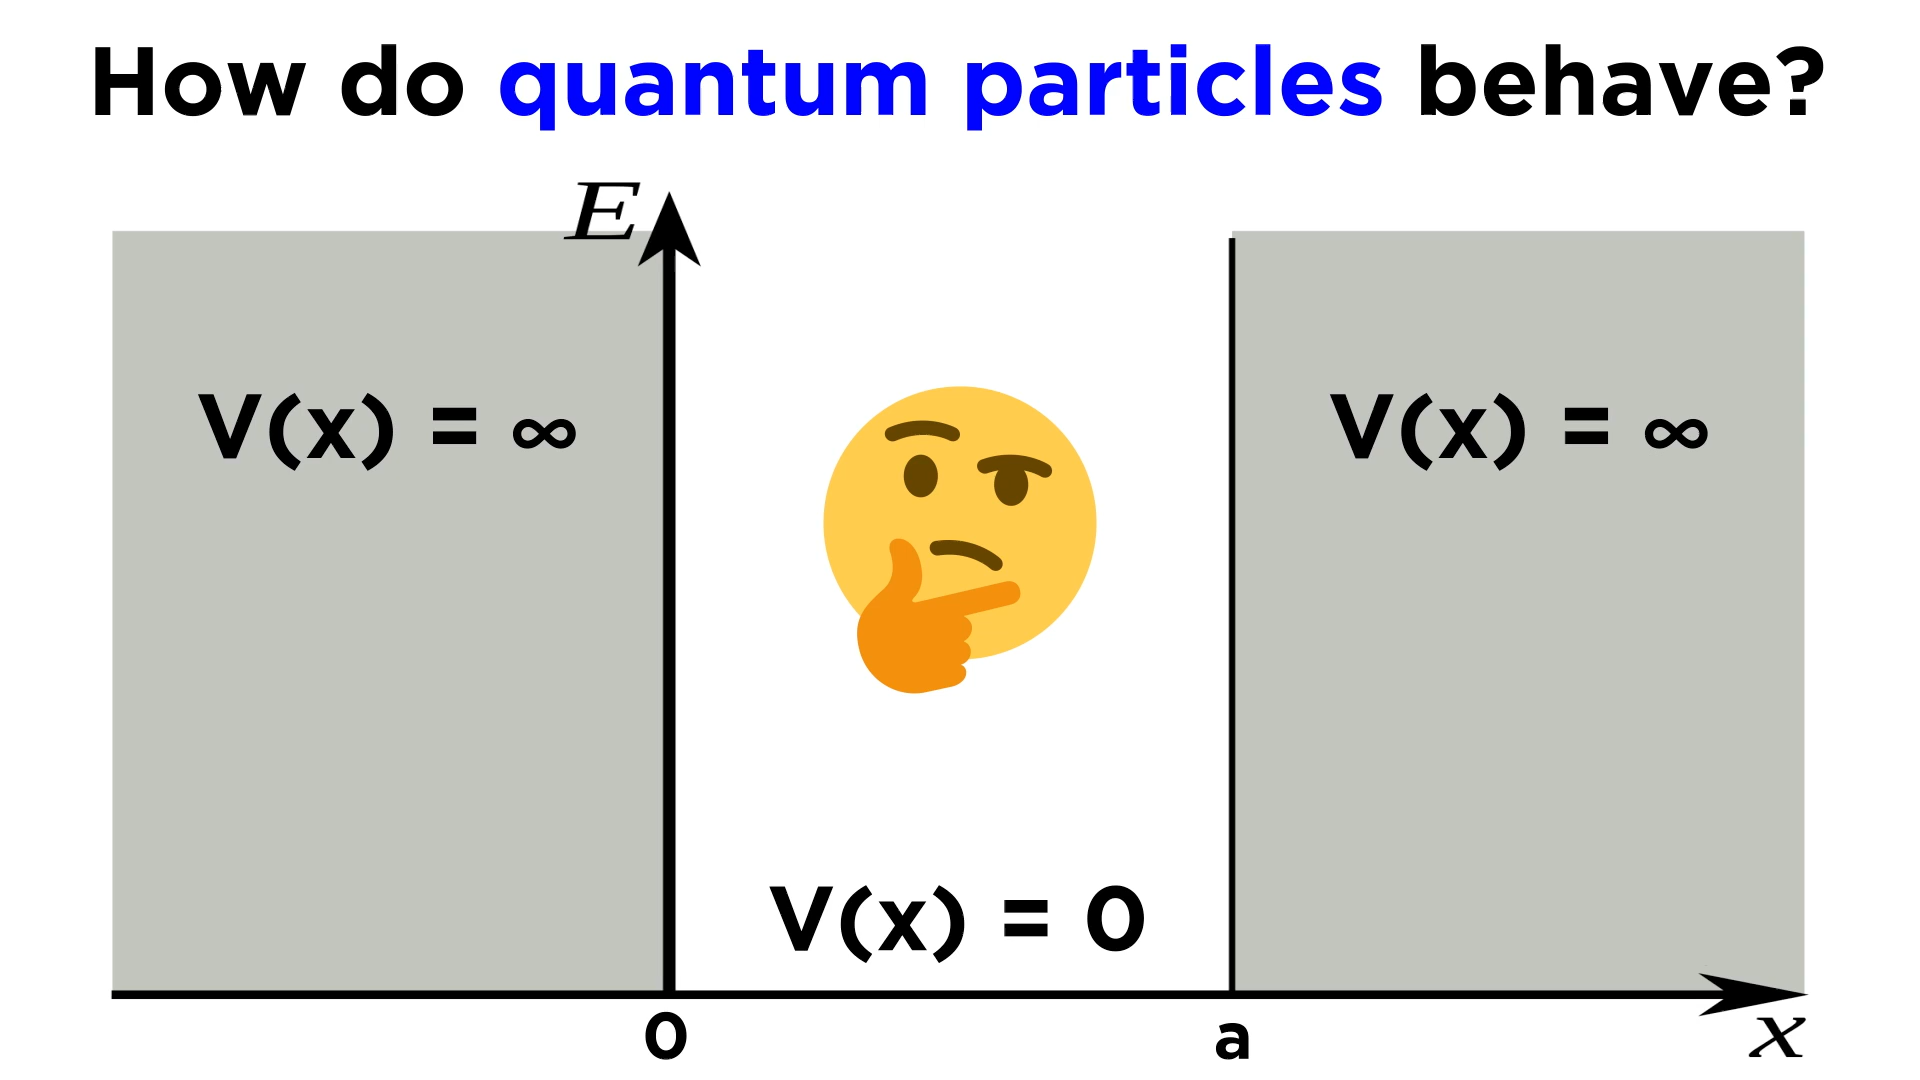 How do quantum particles behave?
E
V(x) = ∞
V(x) = ∞
V(x) = 0
0
a
x